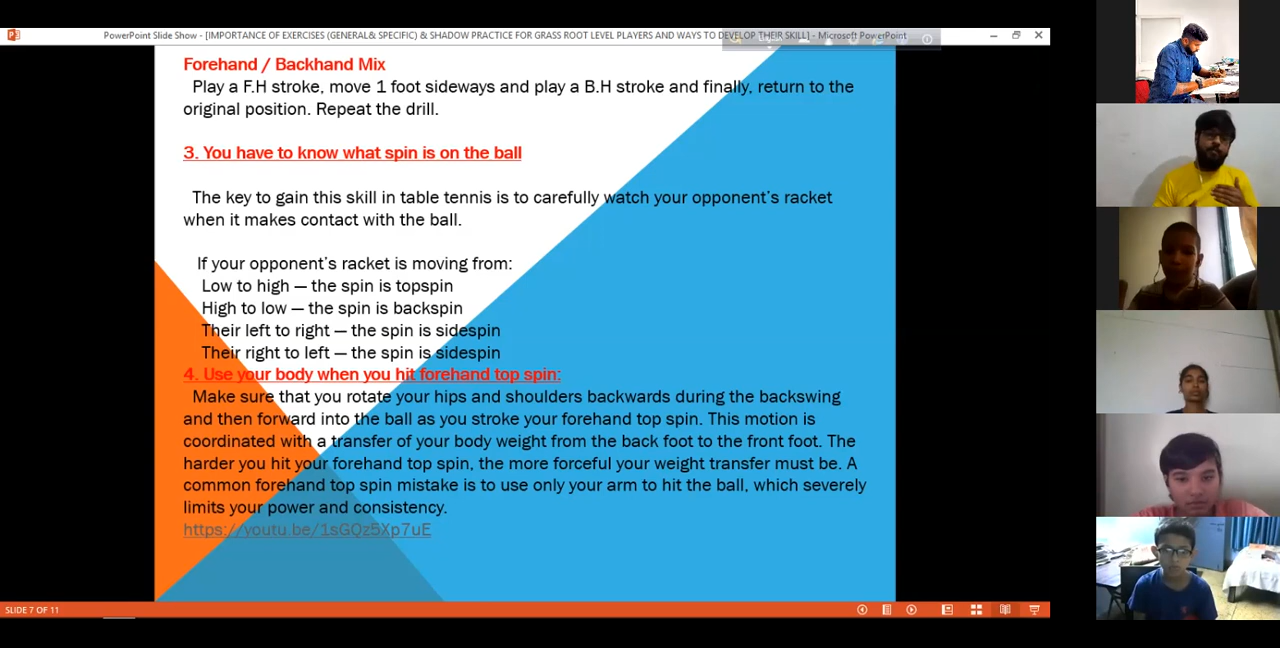 PowerPoint Slide Show - [IMPORTANCE OF EXERCISES (GENERAL& SPECIFIC) & SHADOW PRACTICE FOR GRASS ROOT LEVEL PLAYERS AND WAYS TO DEVELOP THEIR SKILL] - Microsoft PowerPoint
Forehand / Backhand Mix
Play a F.H stroke, move 1 foot sideways and play a B.H stroke and finally, return to the
original position. Repeat the drill.
3. You have to know what spin is on the ball
The key to gain this skill in table tennis is to carefully watch your opponent's racket
when it makes contact with the ball.
If your opponent's racket is moving from:
Low to high — the spin is topspin
High to low — the spin is backspin
Their left to right — the spin is sidespin
Their right to left — the spin is sidespin
4. Use your body when you hit forehand top spin:
Make sure that you rotate your hips and shoulders backwards during the backswing
and then forward into the ball as you stroke your forehand top spin. This motion is
coordinated with a transfer of your body weight from the back foot to the front foot. The
harder you hit your forehand top spin, the more forceful your weight transfer must be. A
common forehand top spin mistake is to use only your arm to hit the ball, which severely
limits your power and consistency.
https://youtu.be/1sGQz5Xp7uE
SLIDE 7 OF 11